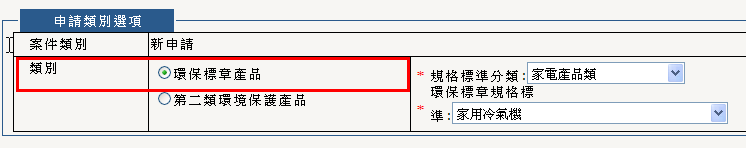 申請類別選項
案件類別 新申請
類別 環保標章產品
* 規格標準分類：家電產品類
環保標章規格標
* 準：家用冷氣機
第二類環境保護產品